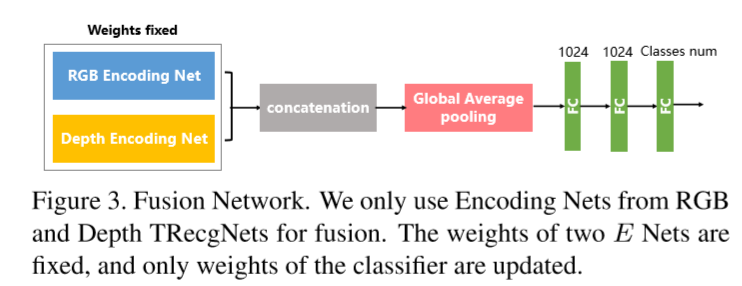 Weights fixed
RGB Encoding Net
Depth Encoding Net
concatenation
Global Average
pooling
1024 1024 Classes num
FC FC FC
Figure 3. Fusion Network. We only use Encoding Nets from RGB
and Depth TRecgNets for fusion. The weights of two E Nets are
fixed, and only weights of the classifier are updated.